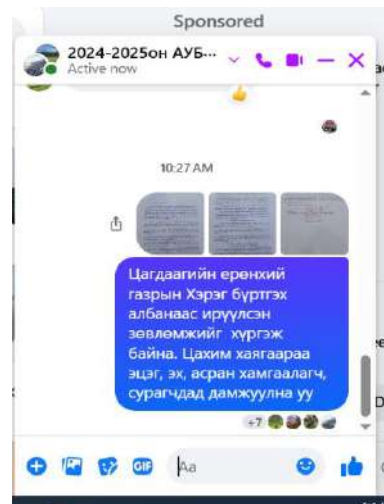 Sponsored
2024-2025он АУБ...
Active now
10:27 AM
Цагдаагийн ерөнхий
газрын Хэрэг бүртгэх
албанаас ирүүлсэн
зөвлөмжийг хүргэж
байна. Цахим хаягаараа
эцэг, эх, асран хамгаалагч,
сурагчдад дамжуулна уу
+7
GIF
Aa